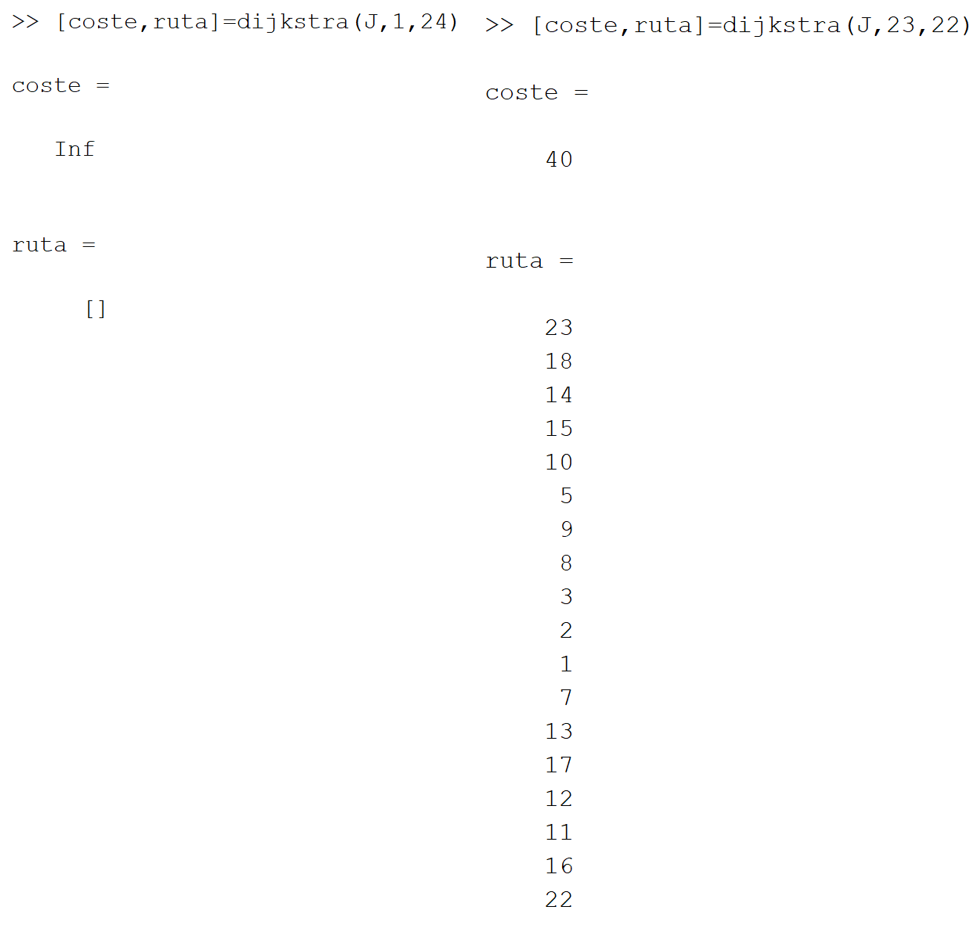 >> [coste,ruta]=dijkstra(J,1,24)
coste =
Inf
ruta =
[]
>> [coste,ruta]=dijkstra(J,23,22)
coste =
40
ruta =
23
18
14
15
10
5
9
8
3
2
1
7
13
17
12
11
16
22